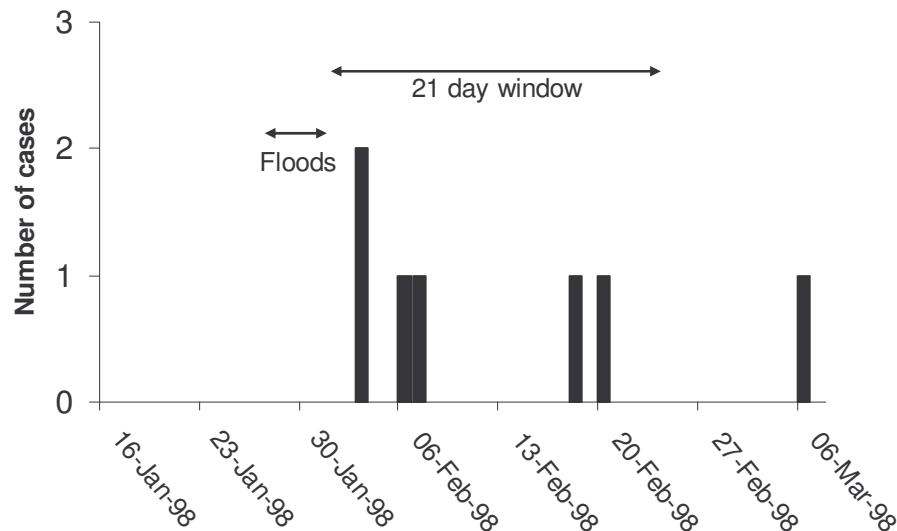 3
21 day window
2
Floods
Number of cases
1
0
16-Jan-98
23-Jan-98
30-Jan-98
06-Feb-98
13-Feb-98
20-Feb-98
27-Feb-98
06-Mar-98